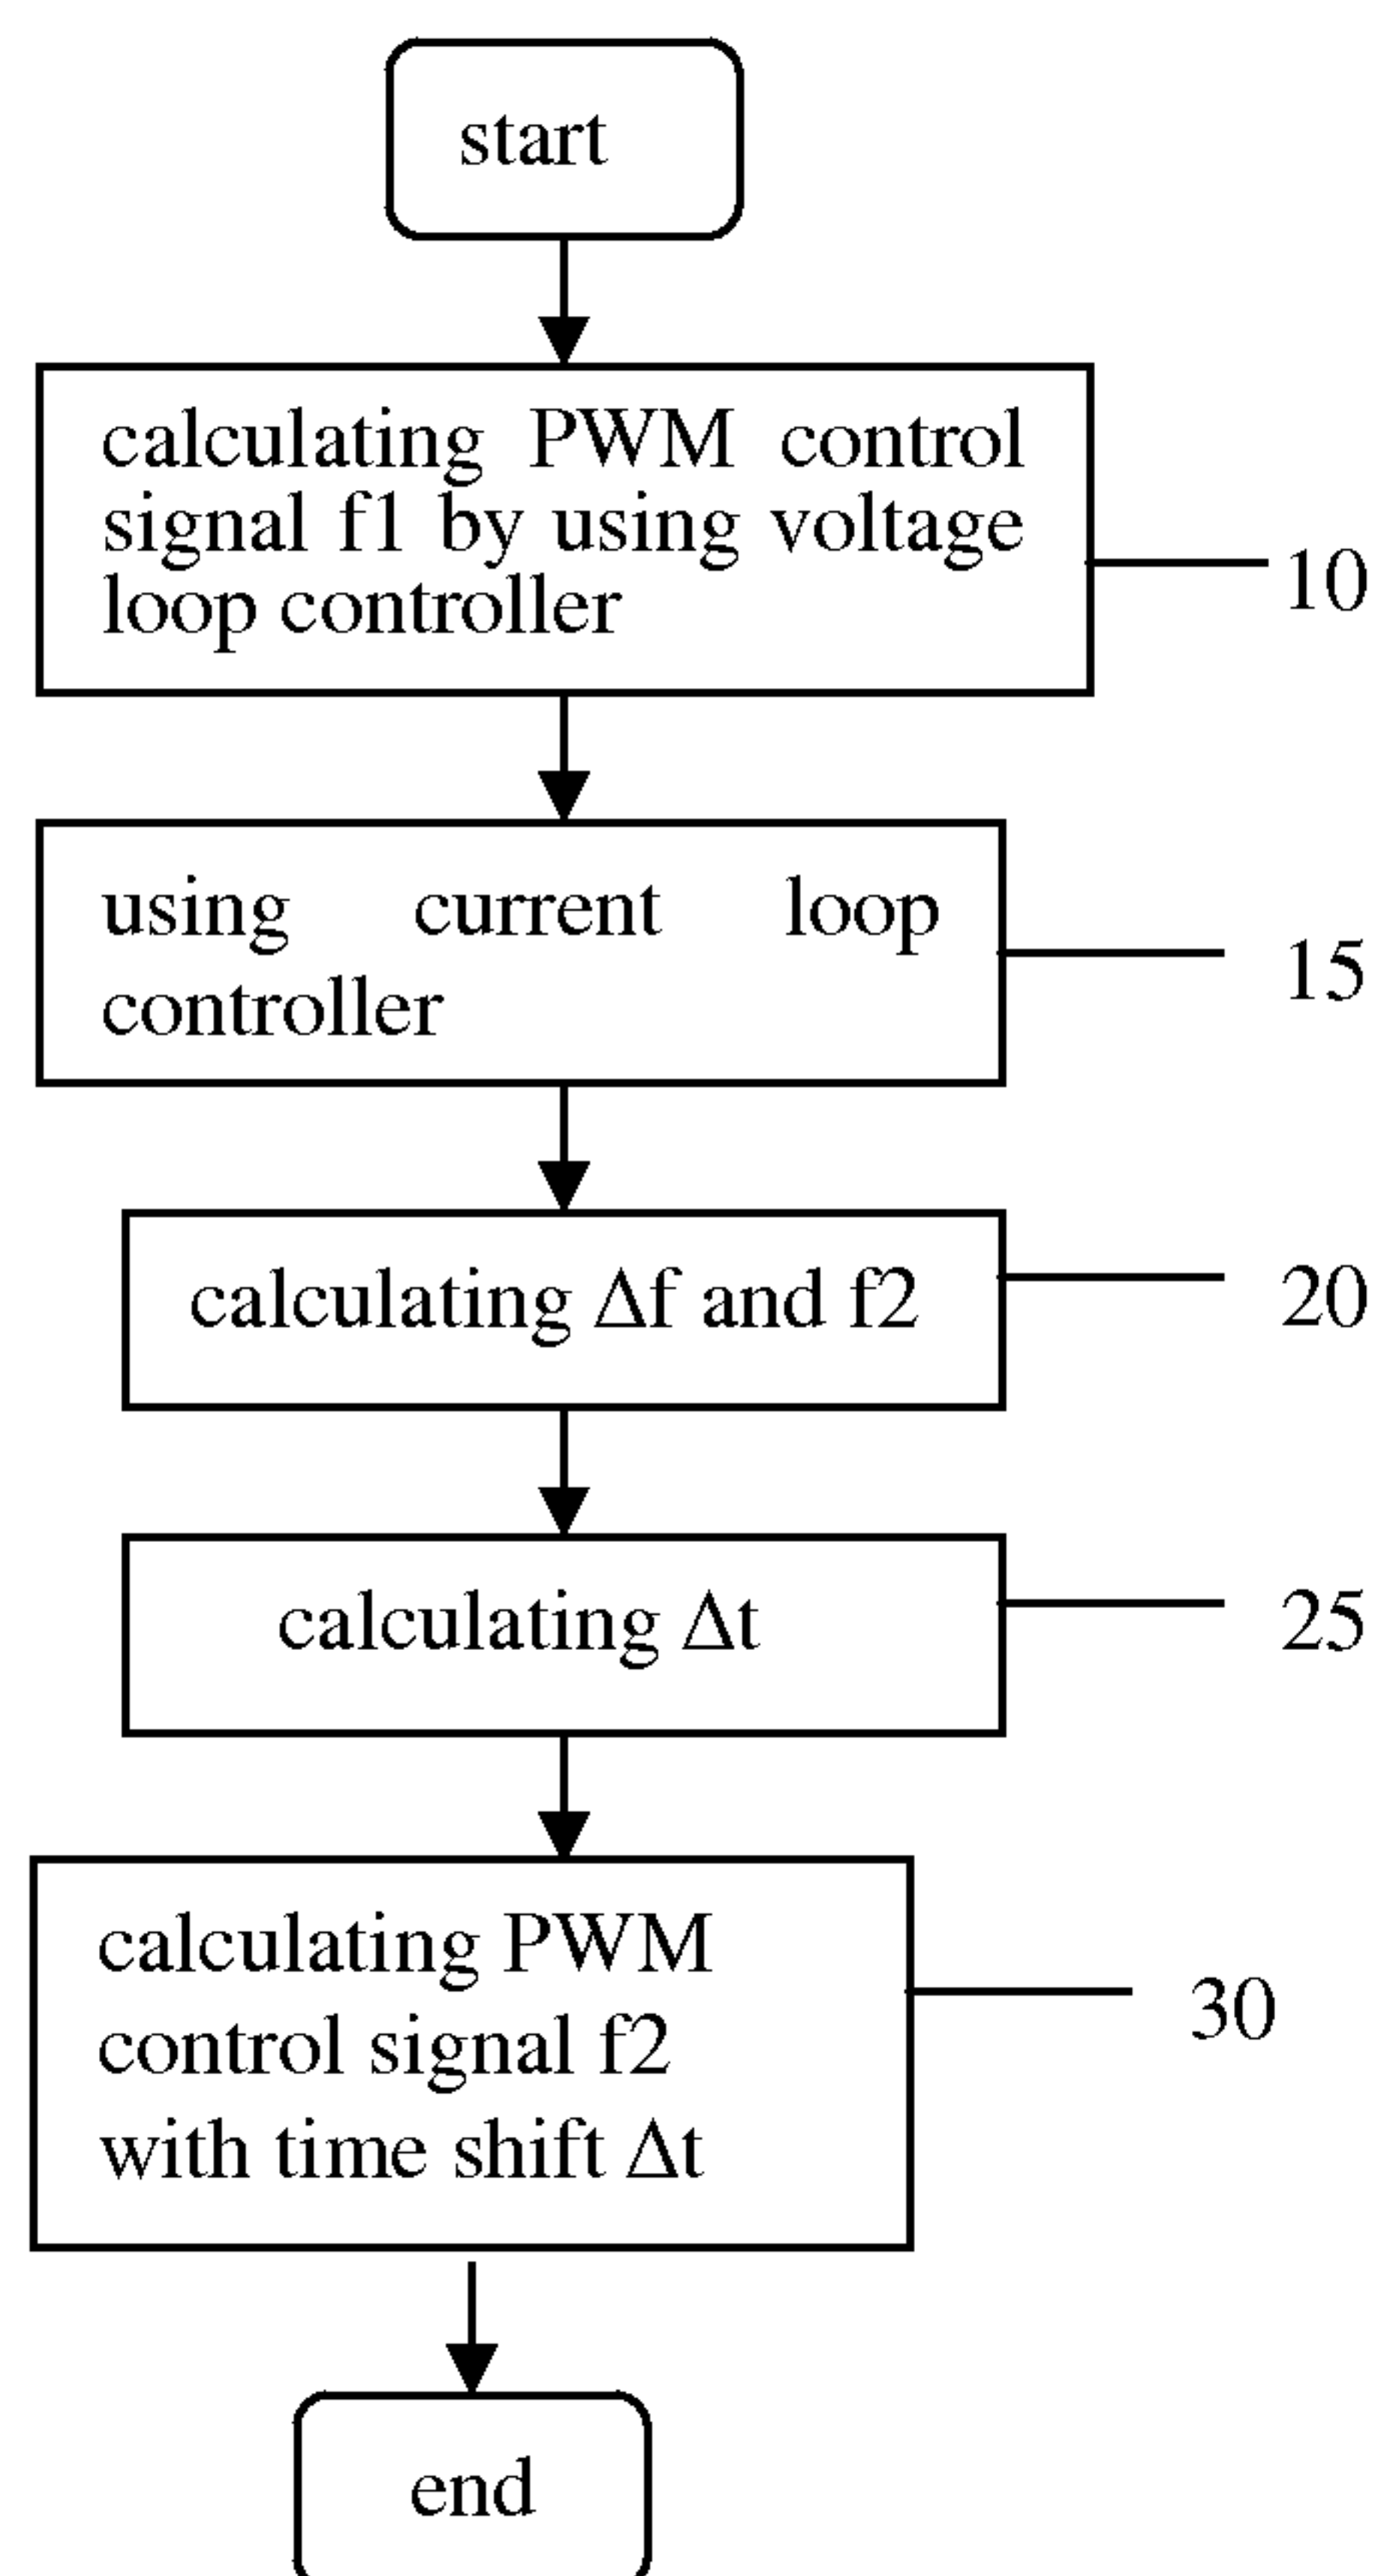 start
calculating PWM control
signal f1 by using voltage
loop controller
10
using current loop
controller
15
calculating Δf and f2
20
calculating Δt
25
calculating PWM
control signal f2
with time shift Δt
30
end